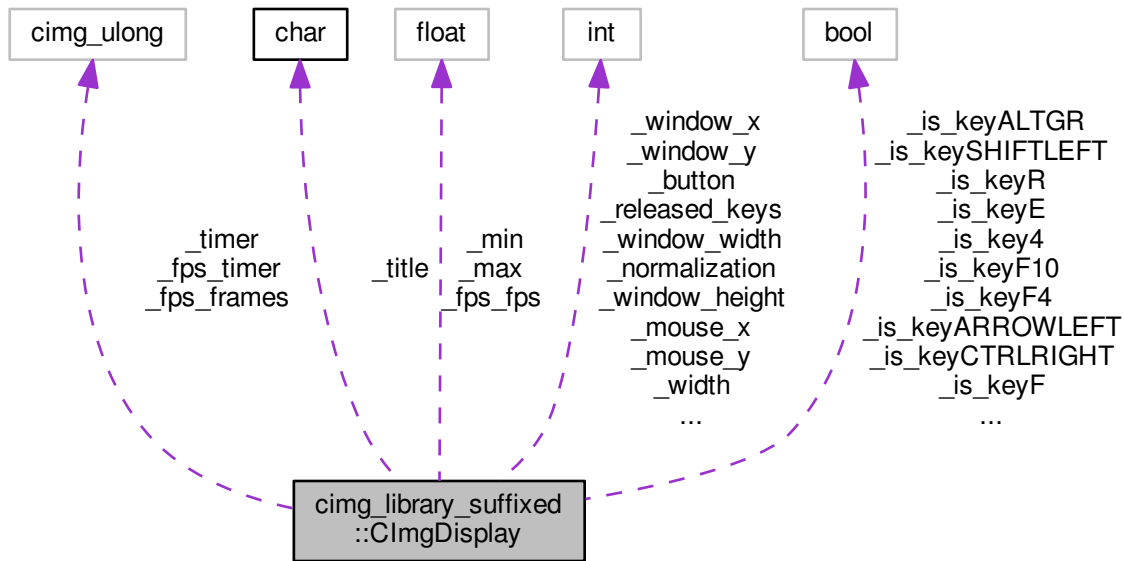 cimg_ulong
char
float
int
bool
_timer
_fps_timer
_fps_frames
_title
_min
_max
_fps_fps
_window_x
_window_y
_button
_released_keys
_window_width
_normalization
_window_height
_mouse_x
_mouse_y
_width
...
_is_keyALTGR
_is_keySHIFTLEFT
_is_keyR
_is_keyE
_is_key4
_is_keyF10
_is_keyF4
_is_keyARROWLEFT
_is_keyCTRLRIGHT
_is_keyF
...
cimg_library_suffixed
::CImgDisplay